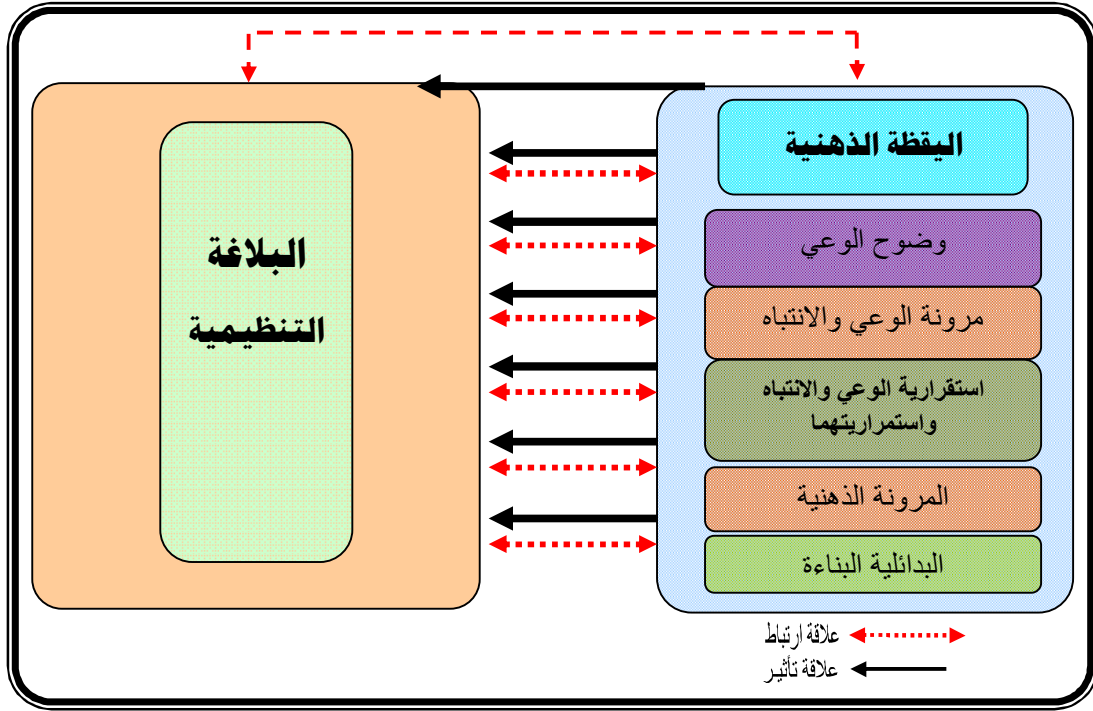 اليقظة الذهنية
وضوح الوعي
مرونة الوعي والانتباه
استقرارية الوعي والانتباه
واستمراريتهما
المرونة الذهنية
البدائلية البناءة
البلاغة
التنظيمية
علاقة ارتباط
علاقة تأثير